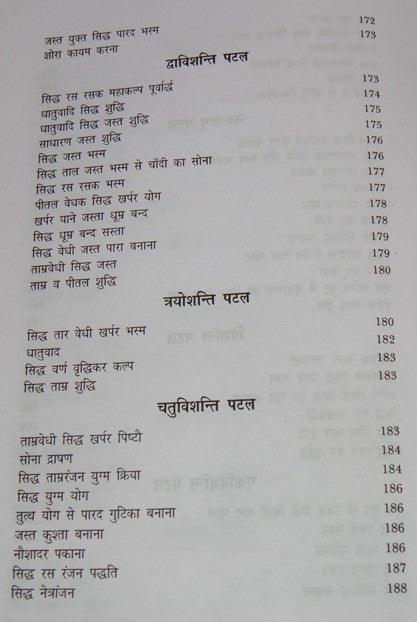 जस्त युक्त सिद्ध पारद भस्म 172
शोरा कायम करना 173
द्वाविशन्ति पटल
सिद्ध रस रसक महाकल्प पूर्वार्द्ध 173
धातुवादि सिद्ध शुद्धि 174
धातुवादि सिद्ध जस्त शुद्धि 175
साधारण जस्त शुद्धि 175
सिद्ध जस्त भस्म 176
सिद्ध ताल जस्त भस्म से चाँदी का सोना 176
सिद्ध रस रसक भस्म 177
पीतल वेधक सिद्ध खर्पर योग 177
खर्पर याने जस्ता धूम्र बन्द 178
सिद्ध धूम्र बन्द सस्ता 178
सिद्ध वेधी जस्त पारा बनाना 179
ताम्रवेधी सिद्ध जस्त 179
ताम्र व पीतल शुद्धि 180
त्रयोशन्ति पटल
सिद्ध तार वेधी खर्पर भस्म 180
धातुवाद 182
सिद्ध वर्ण वृद्धिकर कल्प 183
सिद्ध ताम्र शुद्धि 183
चतुविशन्ति पटल
ताम्रवेधी सिद्ध खर्पर पिष्टी 183
सोना द्राषण 184
सिद्ध ताम्ररंजन युग्म क्रिया 184
सिद्ध युग्म योग 186
तुत्थ योग से पारद गुटिका बनाना 186
जस्त कुश्ता बनाना 186
नौशादर पकाना 186
सिद्ध रस रंजन पद्धति 187
सिद्ध नेत्रांजन 188